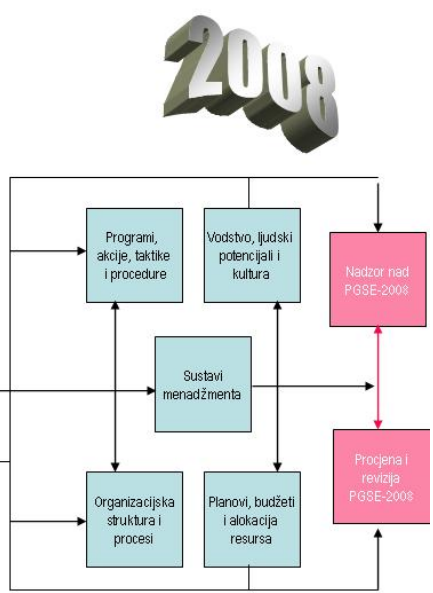 2008
Programi,
akcije, taktike
i procedure
Vodstvo, ljudski
potencijali i
kultura
Nadzor nad
PGSE-2008
Sustavi
menadžmenta
Organizacijska
struktura i
procesi
Planovi, budžeti
i alokacija
resursa
Procjena i
revizija
PGSE-2008